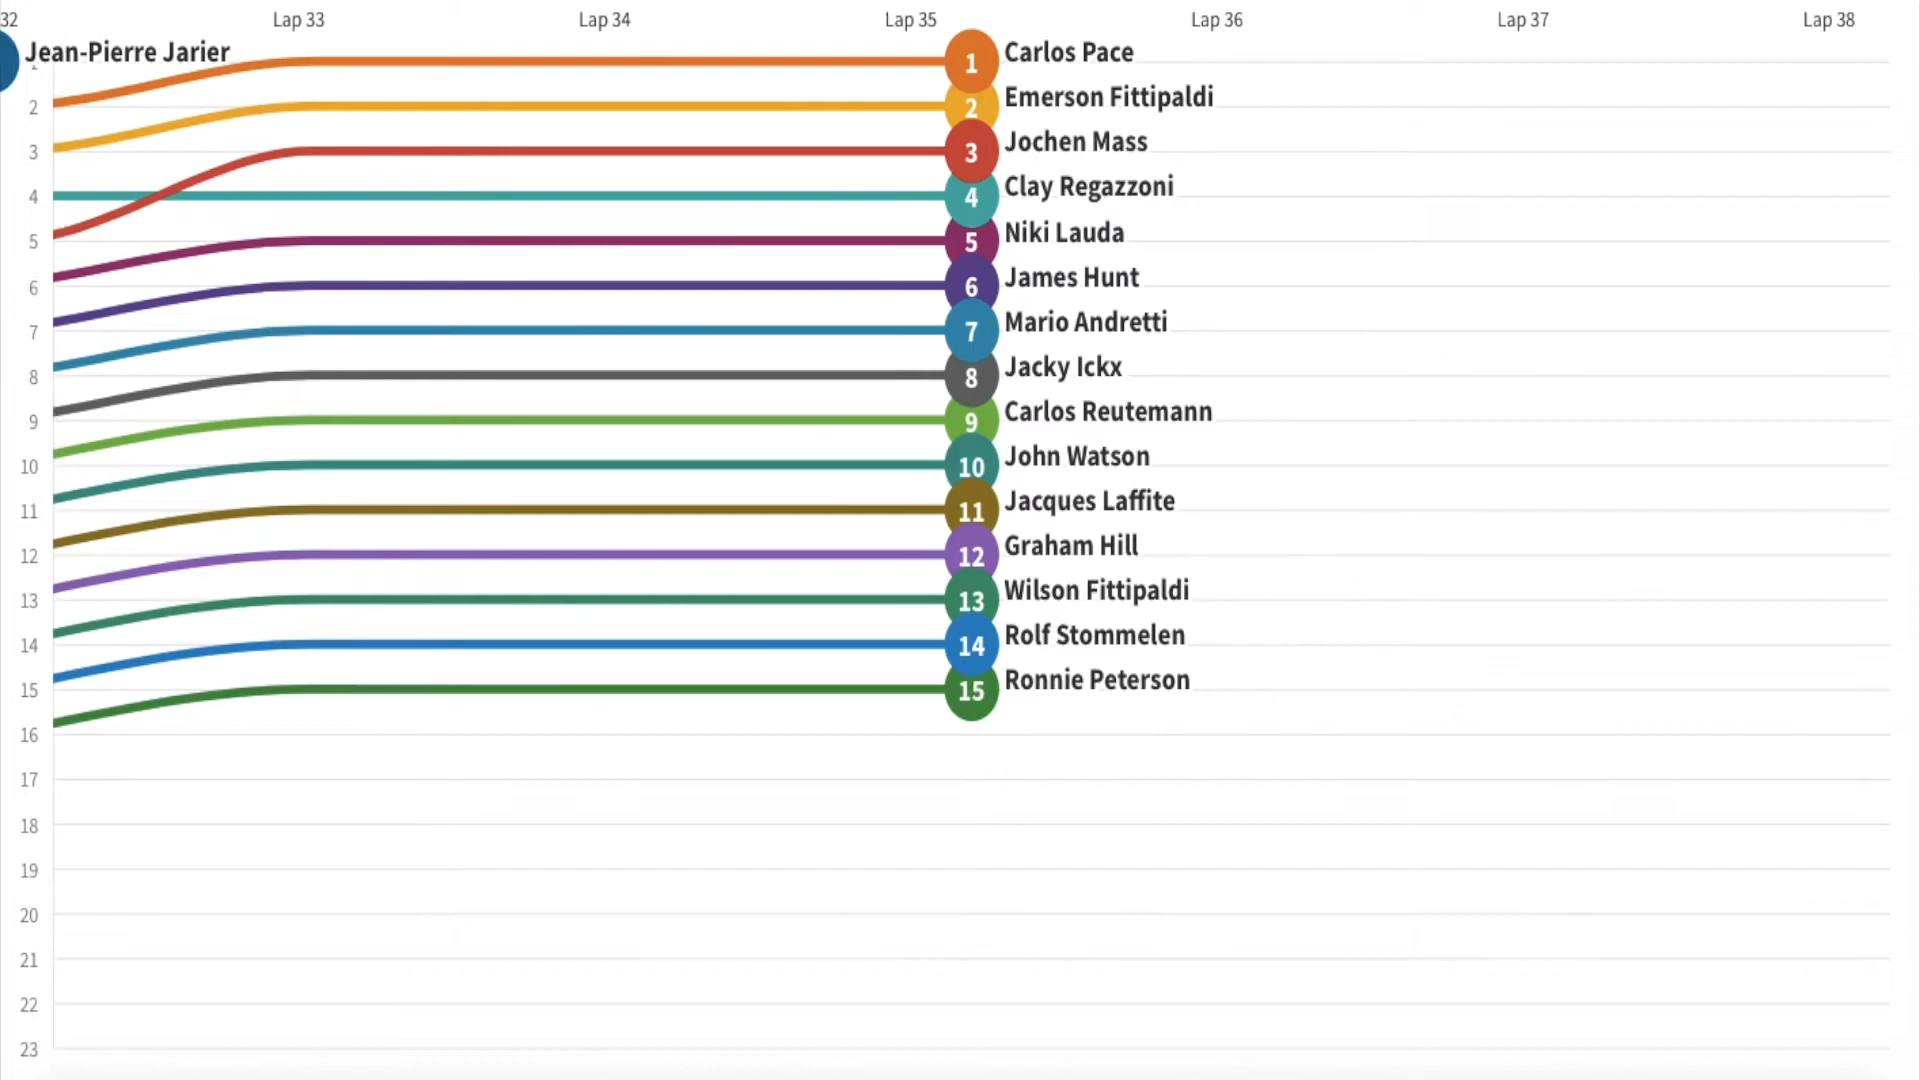 32 Lap 33 Lap 34 Lap 35 Lap 36 Lap 37 Lap 38
Jean-Pierre Jarier
1 Carlos Pace
2 2 Emerson Fittipaldi
3 3 Jochen Mass
4 4 Clay Regazzoni
5 5 Niki Lauda
6 6 James Hunt
7 7 Mario Andretti
8 8 Jacky Ickx
9 9 Carlos Reutemann
10 10 John Watson
11 11 Jacques Laffite
12 12 Graham Hill
13 13 Wilson Fittipaldi
14 14 Rolf Stommelen
15 15 Ronnie Peterson
16
17
18
19
20
21
22
23